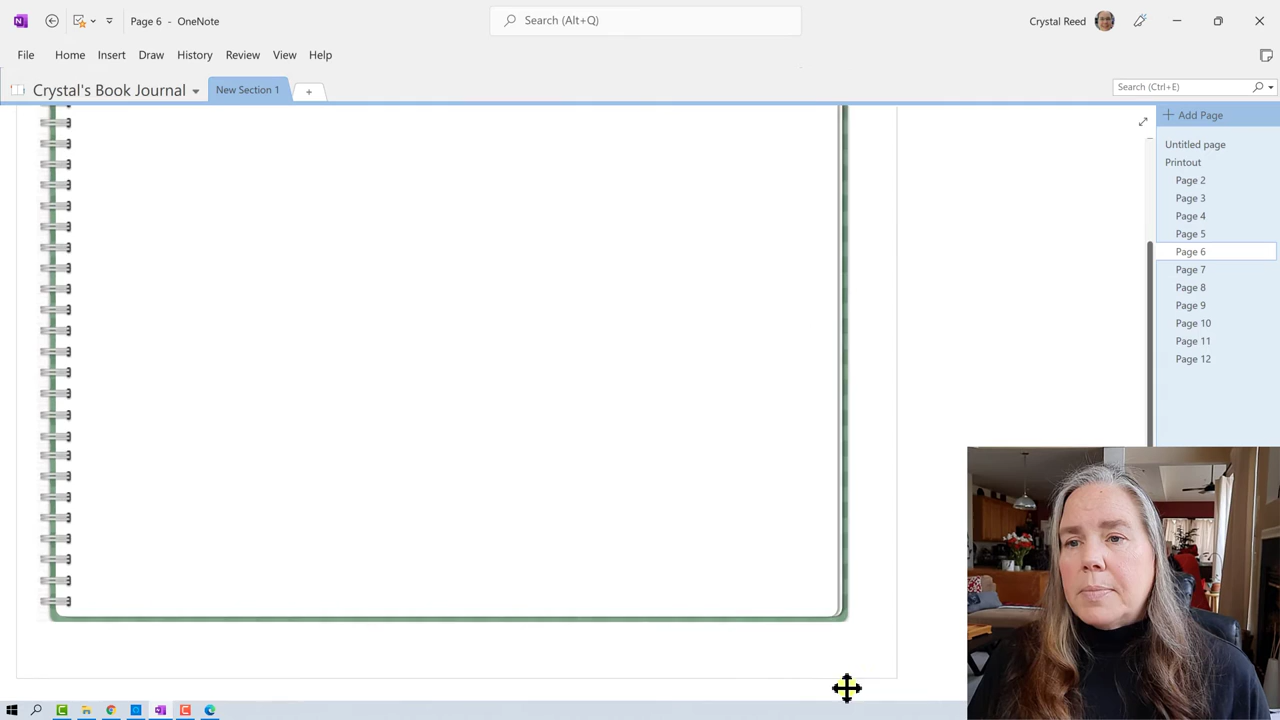 Page 6 - OneNote
Search (Alt+Q)
Crystal Reed
File
Home
Insert
Draw
History
Review
View
Help
Crystal's Book Journal
New Section 1
Search (Ctrl+E)
Add Page
Untitled page
Printout
Page 2
Page 3
Page 4
Page 5
Page 6
Page 7
Page 8
Page 9
Page 10
Page 11
Page 12